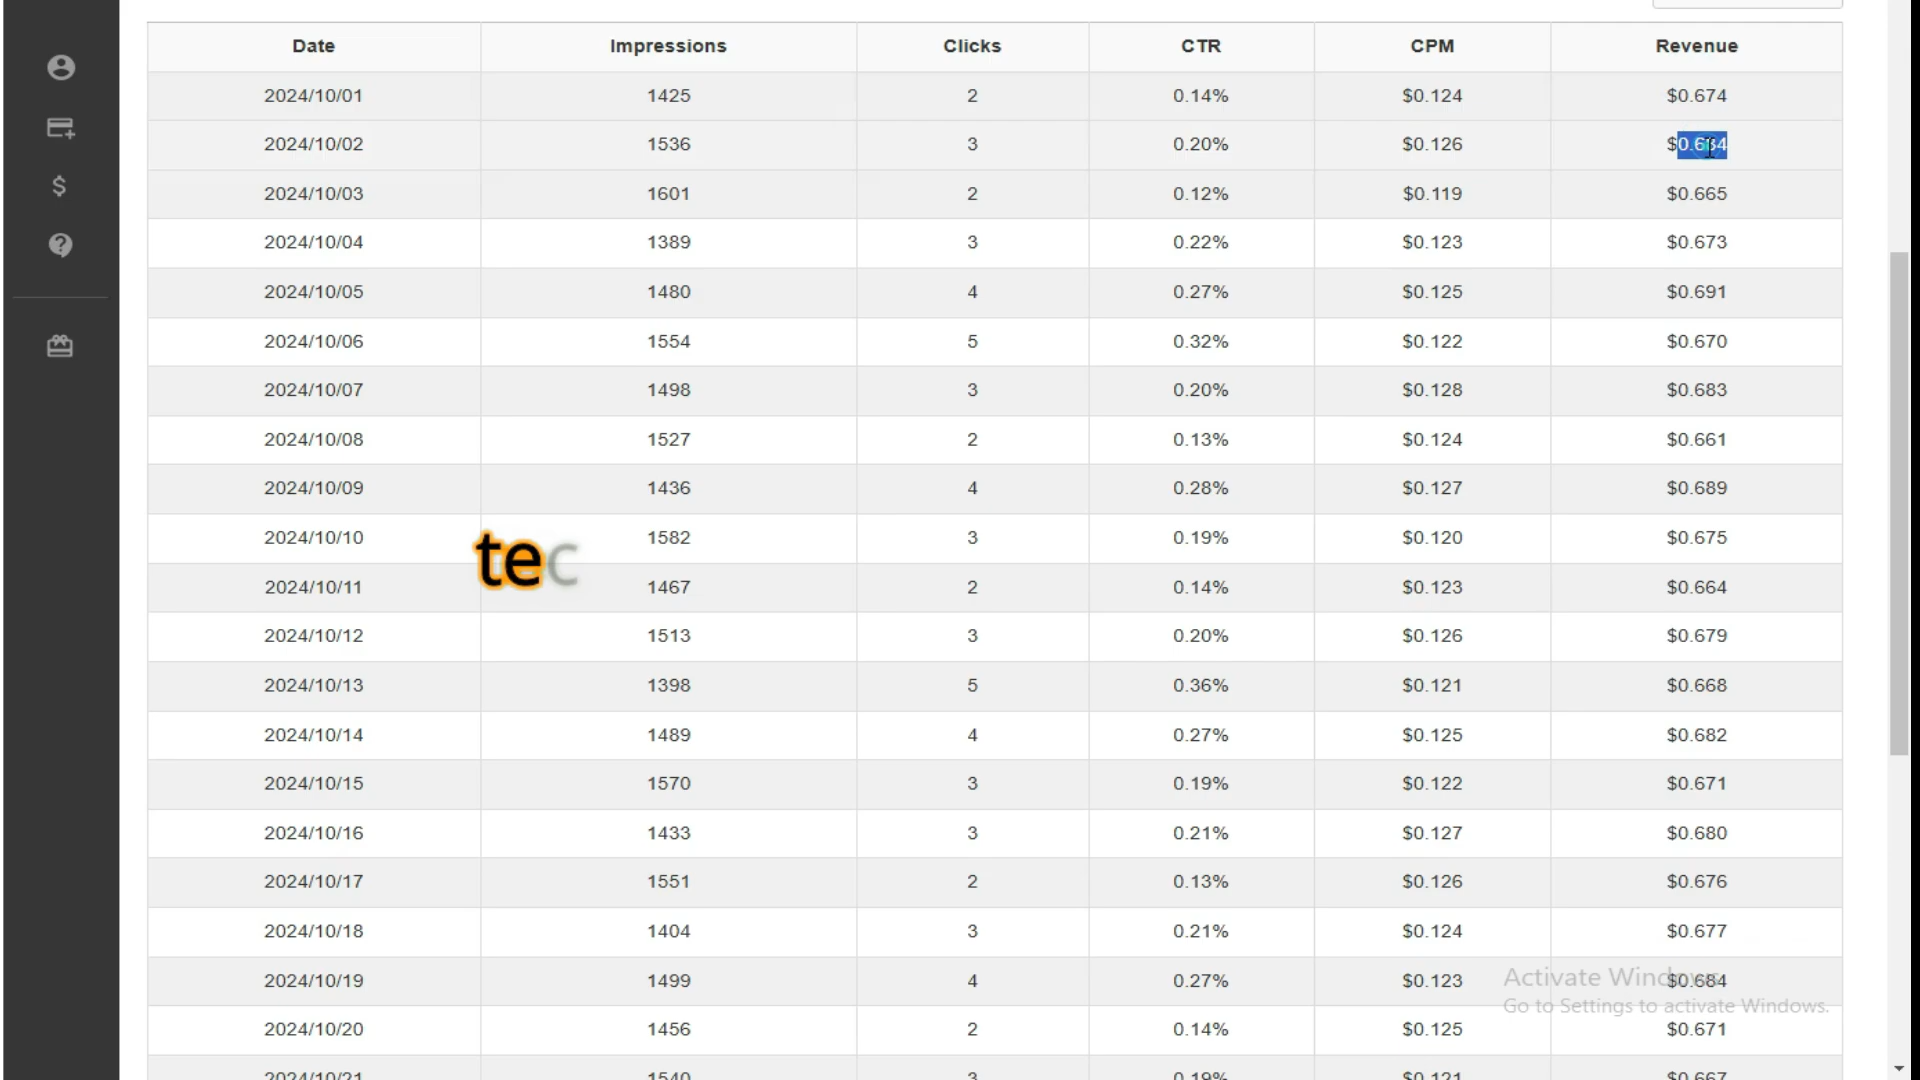 Date Impressions Clicks CTR CPM Revenue
2024/10/01 1425 2 0.14% $0.124 $0.674
2024/10/02 1536 3 0.20% $0.126
2024/10/03 1601 2 0.12% $0.119 $0.665
2024/10/04 1389 3 0.22% $0.123 $0.673
2024/10/05 1480 4 0.27% $0.125 $0.691
2024/10/06 1554 5 0.32% $0.122 $0.670
2024/10/07 1498 3 0.20% $0.128 $0.683
2024/10/08 1527 2 0.13% $0.124 $0.661
2024/10/09 1436 4 0.28% $0.127 $0.689
2024/10/10 1582 3 0.19% $0.120 $0.675
tec
2024/10/11 1467 2 0.14% $0.123 $0.664
2024/10/12 1513 3 0.20% $0.126 $0.679
2024/10/13 1398 5 0.36% $0.121 $0.668
2024/10/14 1489 4 0.27% $0.125 $0.682
2024/10/15 1570 3 0.19% $0.122 $0.671
2024/10/16 1433 3 0.21% $0.127 $0.680
2024/10/17 1551 2 0.13% $0.126 $0.676
2024/10/18 1404 3 0.21% $0.124 $0.677
2024/10/19 1499 4 0.27% $0.123 $0.684
Activate Windows
Go to Settings to activate Windows.
2024/10/20 1456 2 0.14% $0.125 $0.671
2024/10/21 1540 3 0.19% $0.121 $0.667